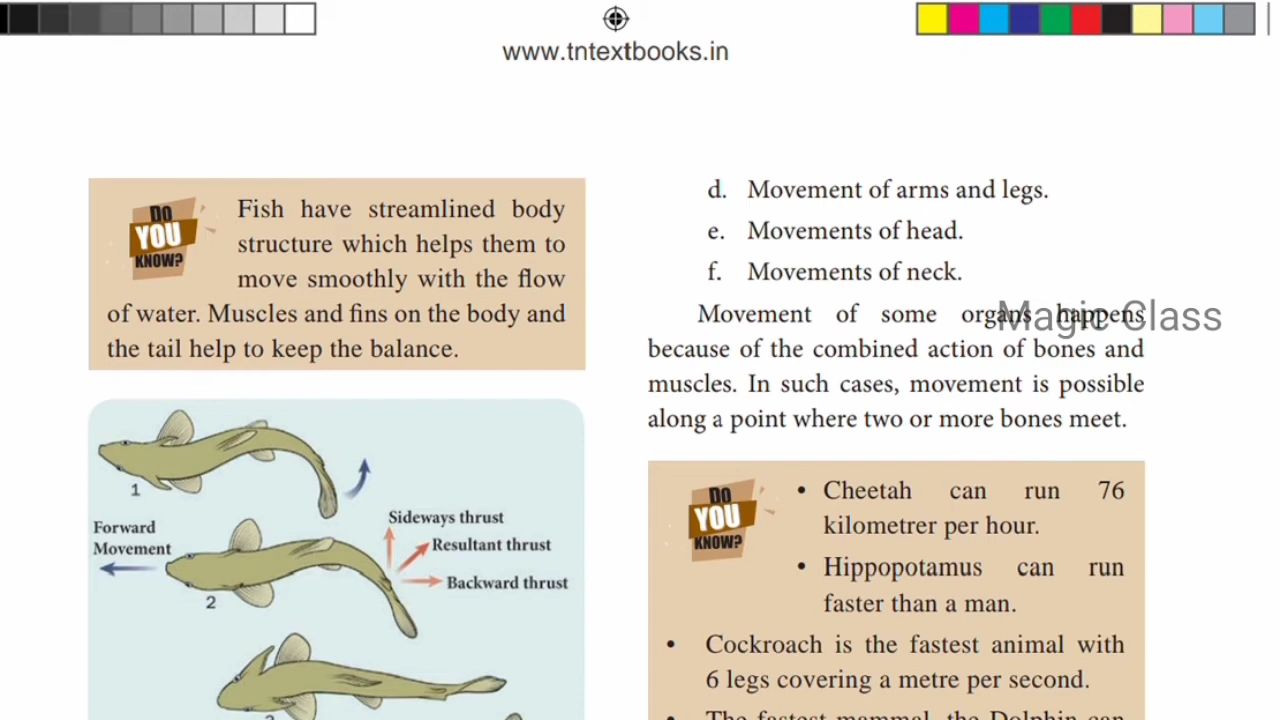 www.tntextbooks.in
DO
YOU
KNOW?
Fish have streamlined body
structure which helps them to
move smoothly with the flow
of water. Muscles and fins on the body and
the tail help to keep the balance.
1
Forward
Movement
Sideways thrust
Resultant thrust
Backward thrust
2
d. Movement of arms and legs.
e. Movements of head.
f. Movements of neck.
Movement of some organs happens
because of the combined action of bones and
muscles. In such cases, movement is possible
along a point where two or more bones meet.
Magic Class
DO
YOU
KNOW?
• Cheetah can run 76
kilometrer per hour.
• Hippopotamus can run
faster than a man.
• Cockroach is the fastest animal with
6 legs covering a metre per second.
• The fastest mammal, the Dolphin can